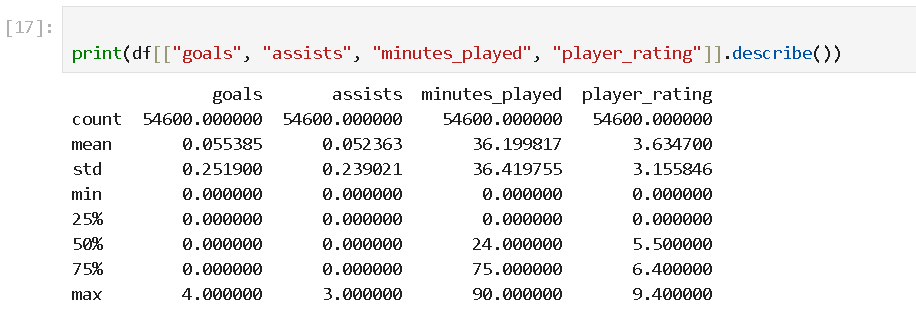 [17]:
print(df[["goals", "assists", "minutes_played", "player_rating"]].describe())
goals assists minutes_played player_rating
count 54600.000000 54600.000000 54600.000000 54600.000000
mean 0.055385 0.052363 36.199817 3.634700
std 0.251900 0.239021 36.419755 3.155846
min 0.000000 0.000000 0.000000 0.000000
25% 0.000000 0.000000 0.000000 0.000000
50% 0.000000 0.000000 24.000000 5.500000
75% 0.000000 0.000000 75.000000 6.400000
max 4.000000 3.000000 90.000000 9.400000